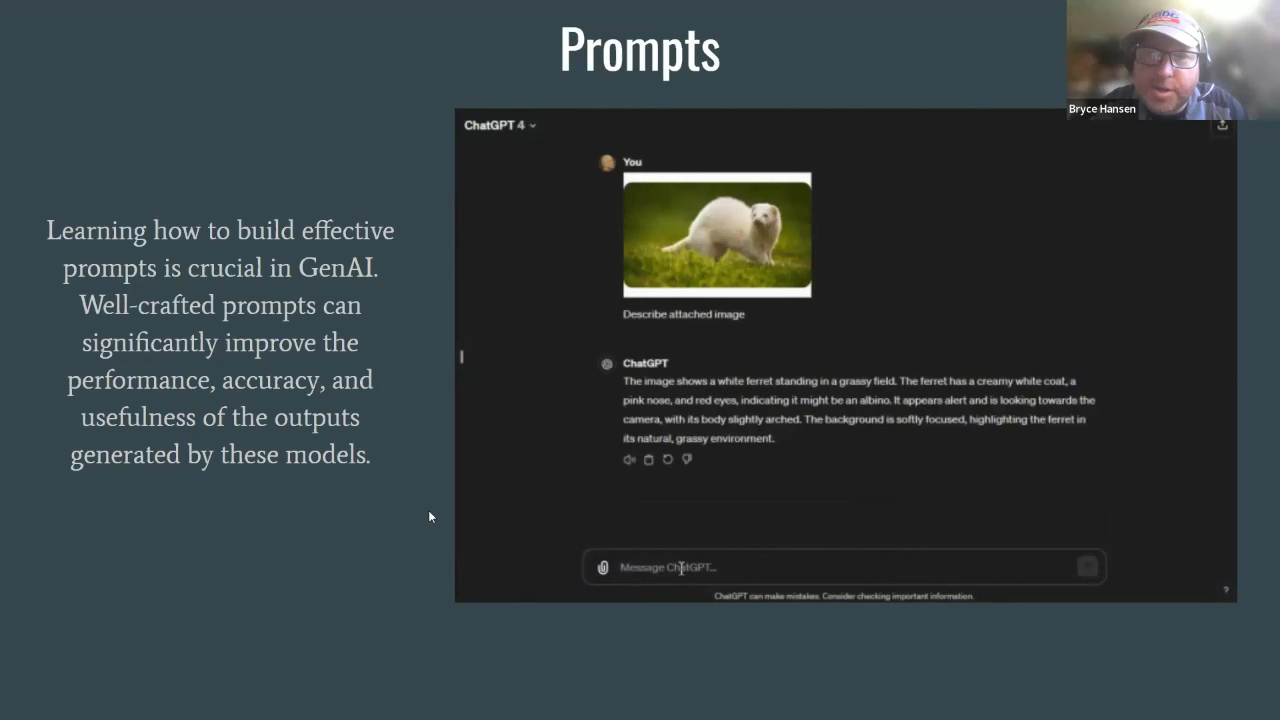 Prompts
Bryce Hansen
Learning how to build effective
prompts is crucial in GenAI.
Well-crafted prompts can
significantly improve the
performance, accuracy, and
usefulness of the outputs
generated by these models.
ChatGPT 4
You
Describe attached image
ChatGPT
The image shows a white ferret standing in a grassy field. The ferret has a creamy white coat, a
pink nose, and red eyes, indicating it might be an albino. It appears alert and is looking towards the
camera, with its body slightly arched. The background is softly focused, highlighting the ferret in
its natural, grassy environment.
Message ChatGPT...
ChatGPT can make mistakes. Consider checking important information.
?